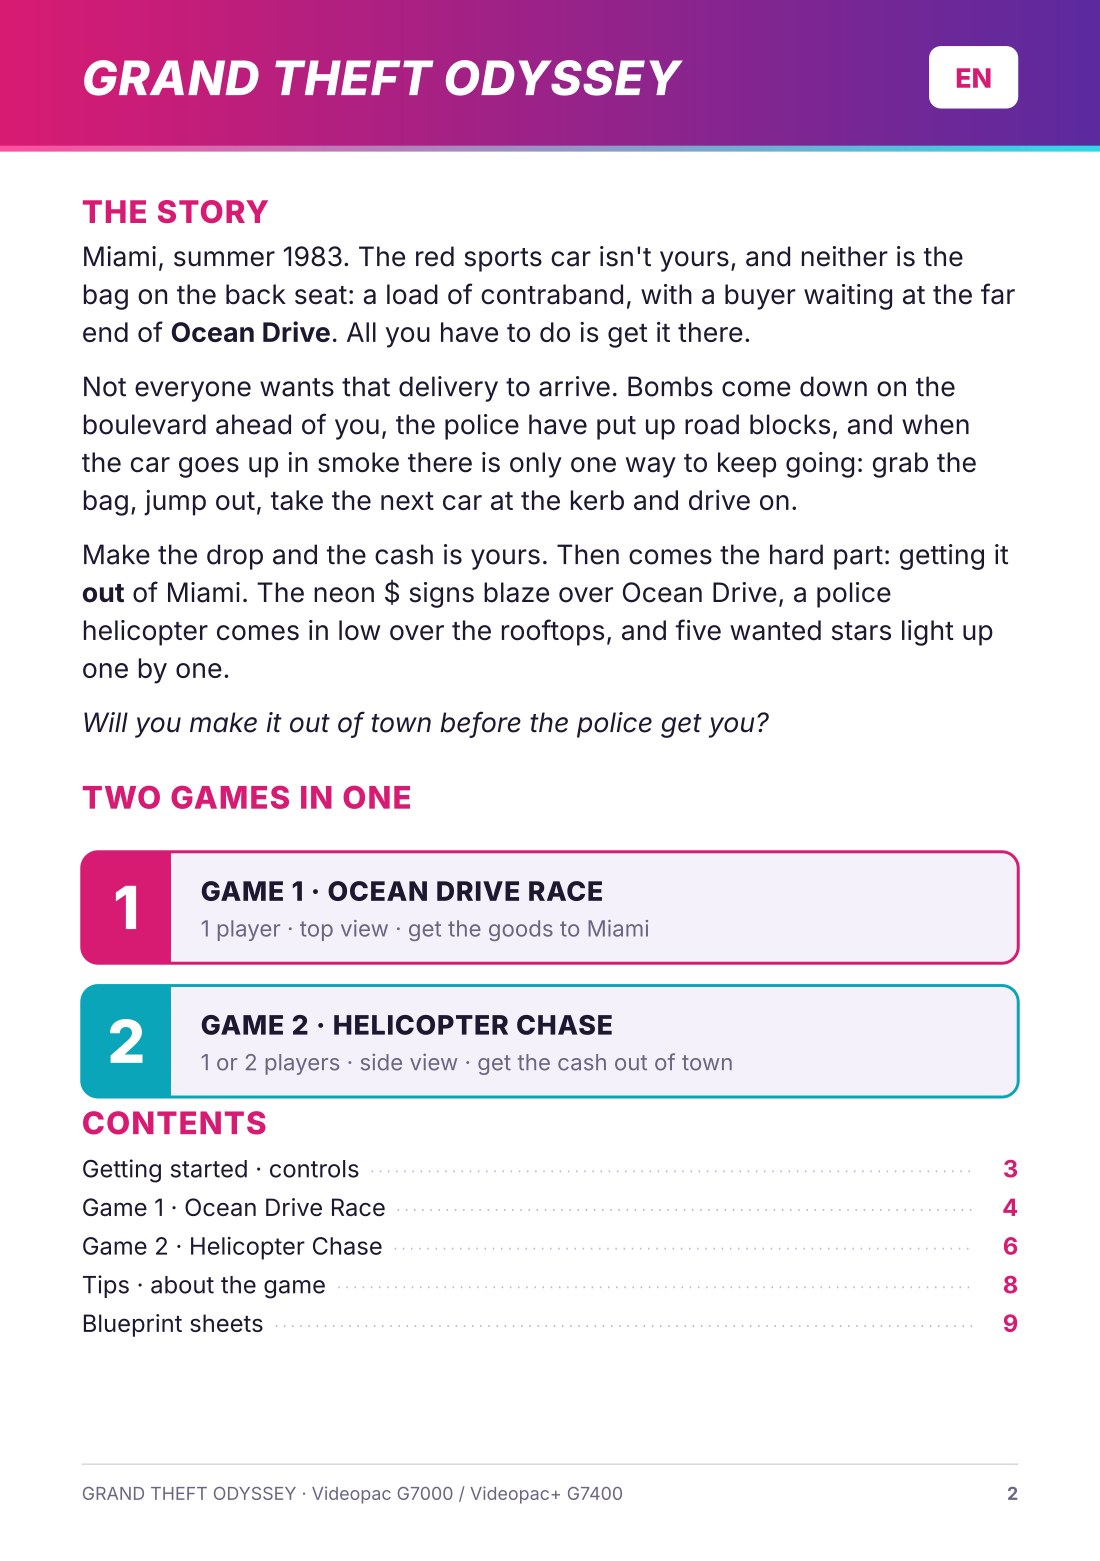 GRAND THEFT ODYSSEY
EN
THE STORY
Miami, summer 1983. The red sports car isn't yours, and neither is the
bag on the back seat: a load of contraband, with a buyer waiting at the far
end of Ocean Drive. All you have to do is get it there.
Not everyone wants that delivery to arrive. Bombs come down on the
boulevard ahead of you, the police have put up road blocks, and when
the car goes up in smoke there is only one way to keep going: grab the
bag, jump out, take the next car at the kerb and drive on.
Make the drop and the cash is yours. Then comes the hard part: getting it
out of Miami. The neon $ signs blaze over Ocean Drive, a police
helicopter comes in low over the rooftops, and five wanted stars light up
one by one.
Will you make it out of town before the police get you?
TWO GAMES IN ONE
1
GAME 1 · OCEAN DRIVE RACE
1 player · top view · get the goods to Miami
2
GAME 2 · HELICOPTER CHASE
1 or 2 players · side view · get the cash out of town
CONTENTS
Getting started · controls 3
Game 1 · Ocean Drive Race 4
Game 2 · Helicopter Chase 6
Tips · about the game 8
Blueprint sheets 9
GRAND THEFT ODYSSEY · Videopac G7000 / Videopac+ G7400 2